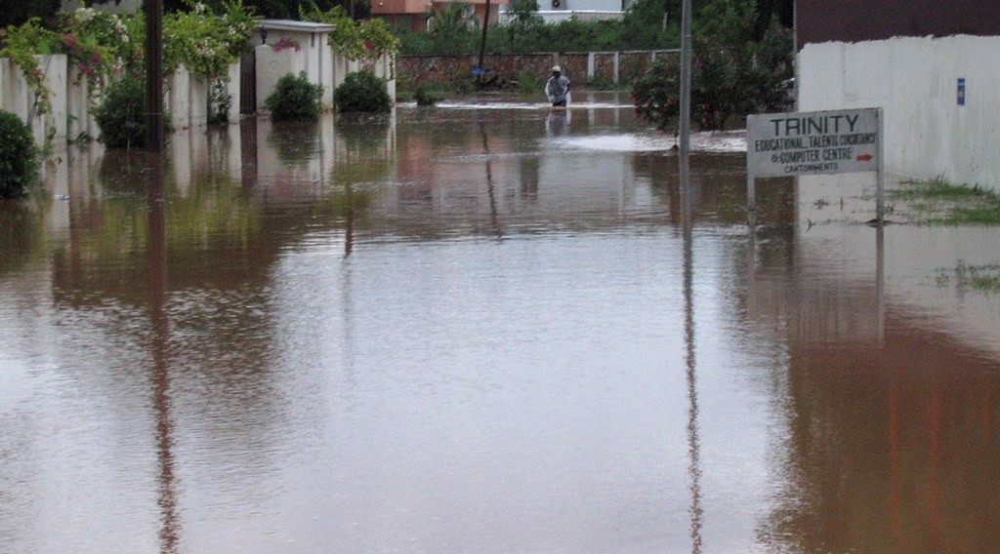 TRINITY
EDUCATIONAL, TALENTS CONSULTANCY
& COMPUTER CENTRE
CANTONMENTS